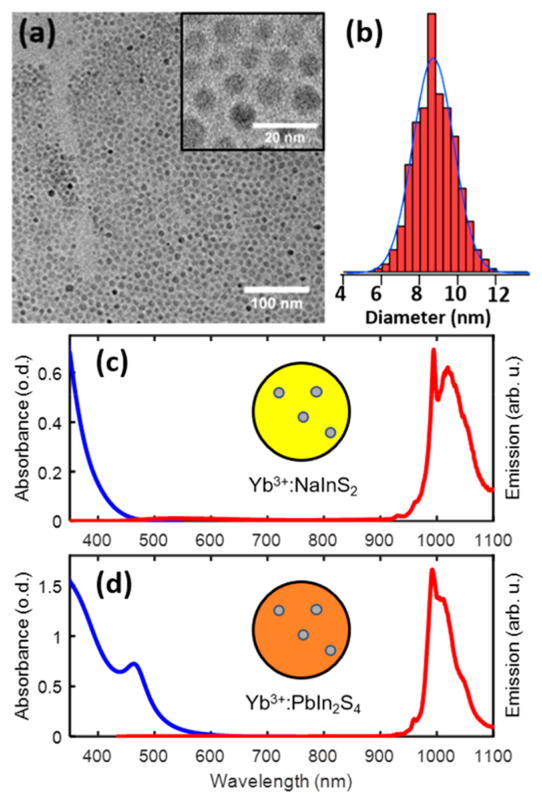 (a)
20 nm
100 nm
(b)
4 6 8 10 12
Diameter (nm)
(c)
Absorbance (o.d.)
0.6
0.4
0.2
0
Yb³⁺:NaInS₂
Emission (arb. u.)
400 500 600 700 800 900 1000 1100
(d)
Absorbance (o.d.)
1.5
1
0.5
0
Yb³⁺:PbIn₂S₄
Emission (arb. u.)
400 500 600 700 800 900 1000 1100
Wavelength (nm)